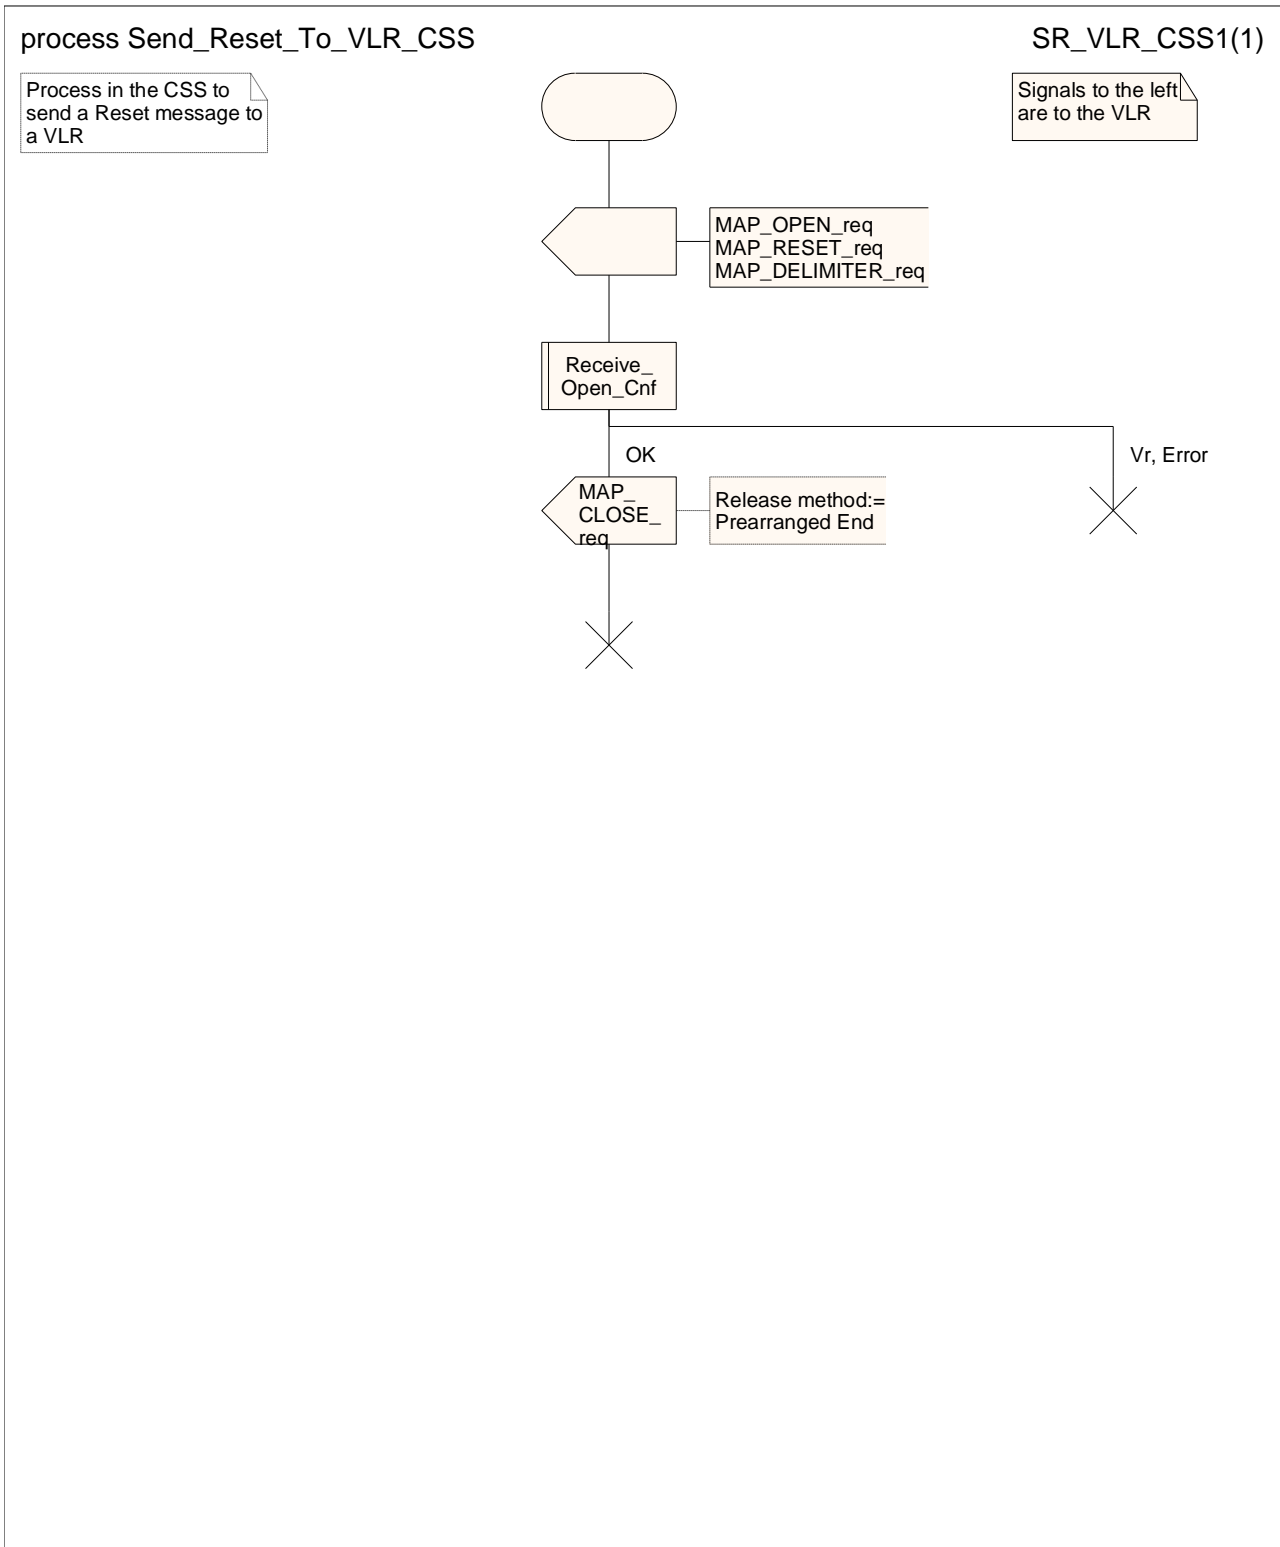 process Send_Reset_To_VLR_CSS
SR_VLR_CSS1(1)
Process in the CSS to
send a Reset message to
a VLR
Signals to the left
are to the VLR
MAP_OPEN_req
MAP_RESET_req
MAP_DELIMITER_req
Receive_
Open_Cnf
OK
Vr, Error
MAP_
CLOSE_
req
Release method:=
Prearranged End